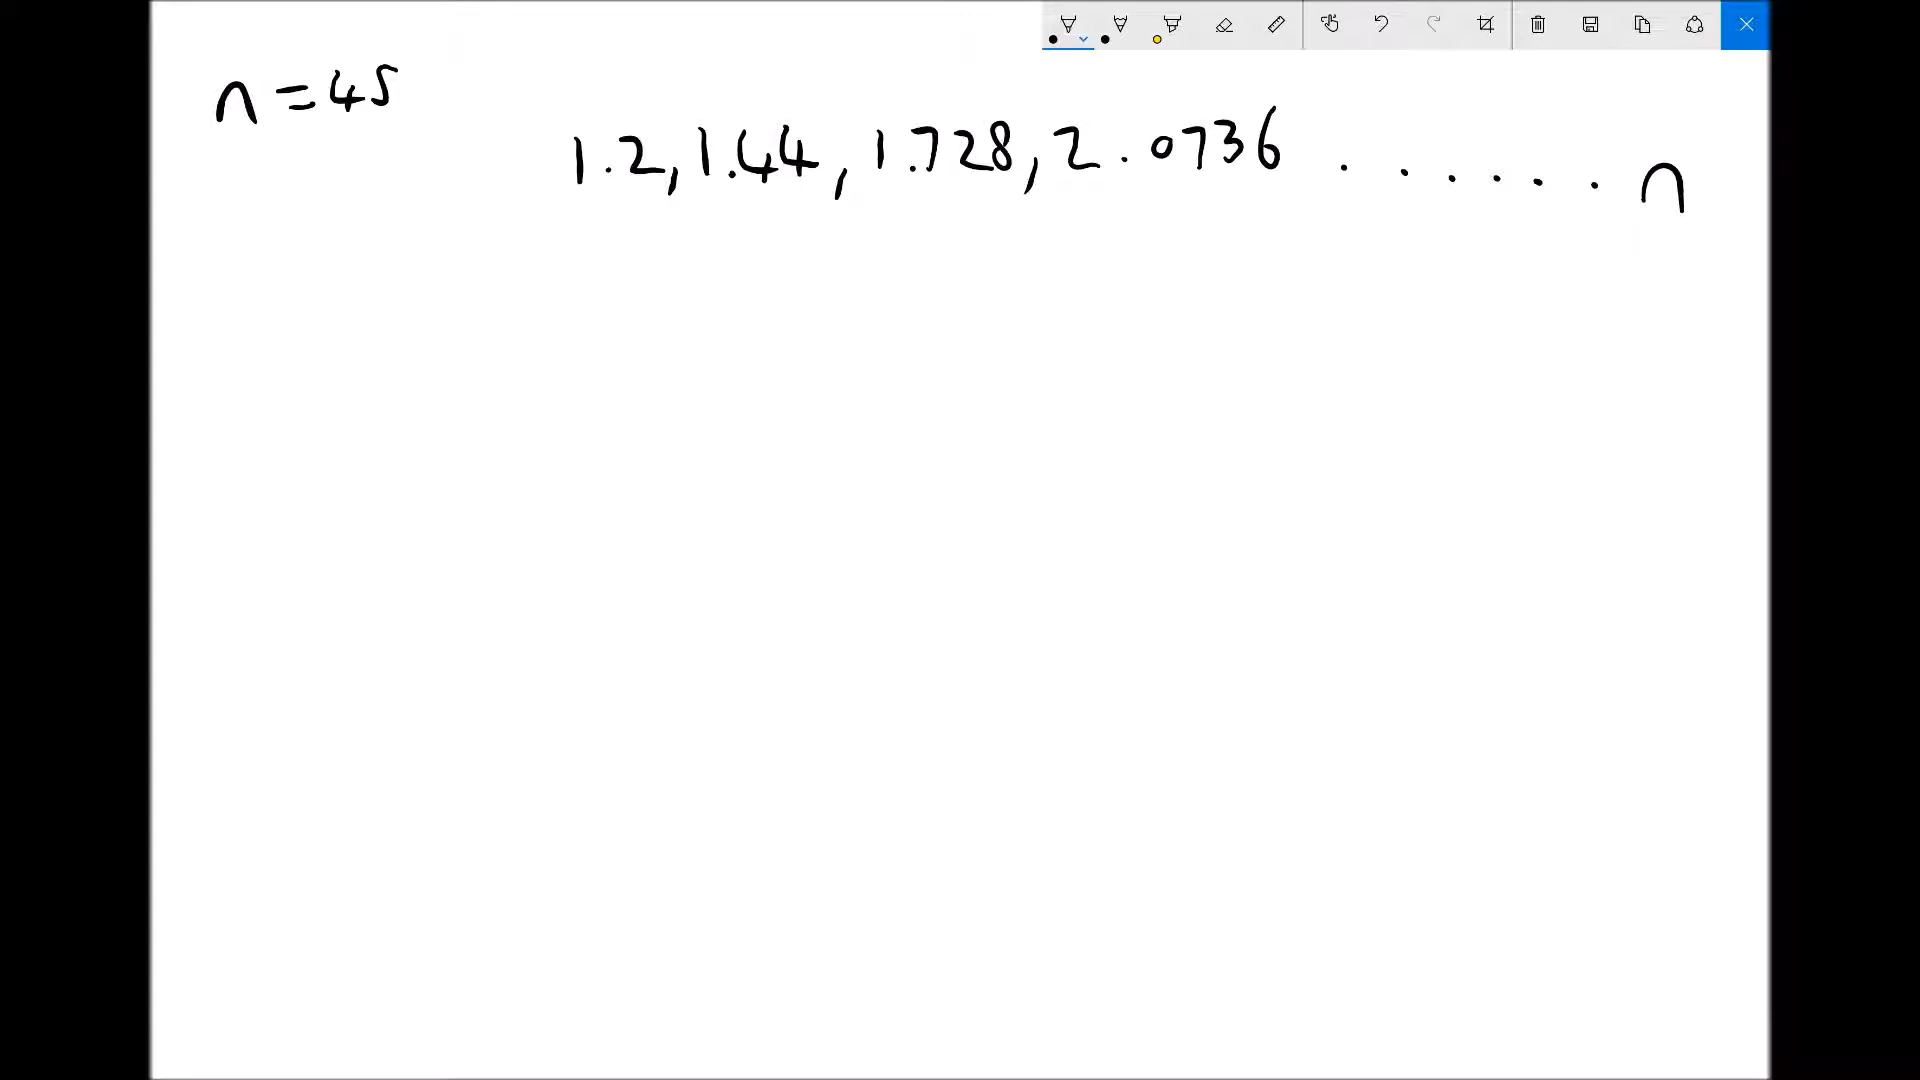 n = 45
1.2, 1.44, 1.728, 2.0736 . . . . . . n